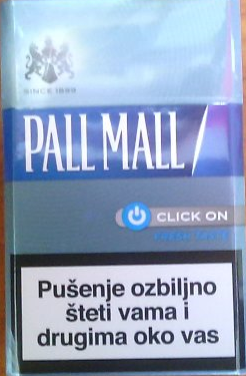 SINCE 1899
PALL MALL
CLICK ON
Pušenje ozbiljno
šteti vama i
drugima oko vas